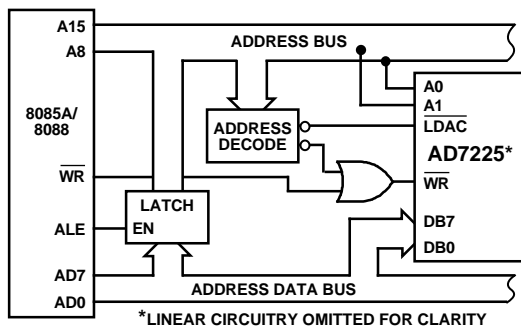 A15
ADDRESS BUS
A8
A0
8085A/
8088
A1
ADDRESS
DECODE
LDAC
AD7225*
WR
WR
LATCH
EN
ALE
DB7
DB0
AD7
ADDRESS DATA BUS
AD0
*LINEAR CIRCUITRY OMITTED FOR CLARITY